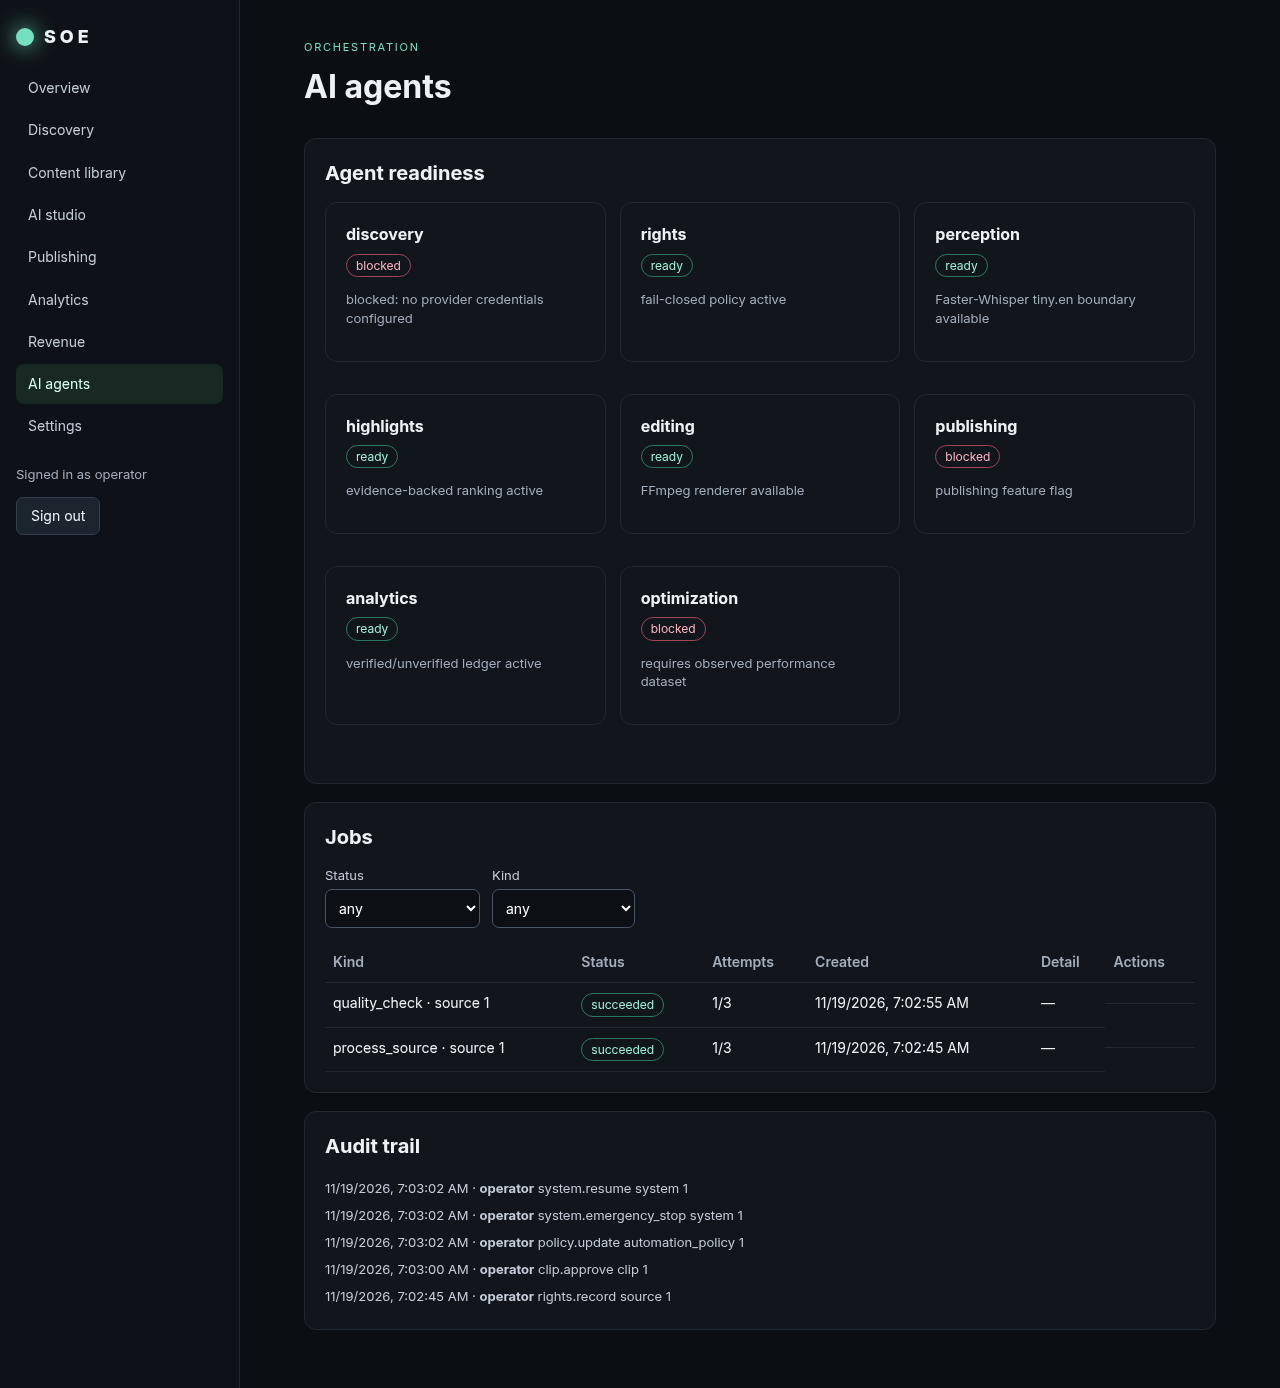 SOE
Overview
Discovery
Content library
AI studio
Publishing
Analytics
Revenue
AI agents
Settings
Signed in as operator
Sign out
ORCHESTRATION
AI agents
Agent readiness
discovery
blocked
blocked: no provider credentials
configured
rights
ready
fail-closed policy active
perception
ready
Faster-Whisper tiny.en boundary
available
highlights
ready
evidence-backed ranking active
editing
ready
FFmpeg renderer available
publishing
blocked
publishing feature flag
analytics
ready
verified/unverified ledger active
optimization
blocked
requires observed performance
dataset
Jobs
Status Kind
any any
Kind Status Attempts Created Detail Actions
quality_check · source 1 succeeded 1/3 11/19/2026, 7:02:55 AM —
process_source · source 1 succeeded 1/3 11/19/2026, 7:02:45 AM —
Audit trail
11/19/2026, 7:03:02 AM · operator system.resume system 1
11/19/2026, 7:03:02 AM · operator system.emergency_stop system 1
11/19/2026, 7:03:02 AM · operator policy.update automation_policy 1
11/19/2026, 7:03:00 AM · operator clip.approve clip 1
11/19/2026, 7:02:45 AM · operator rights.record source 1